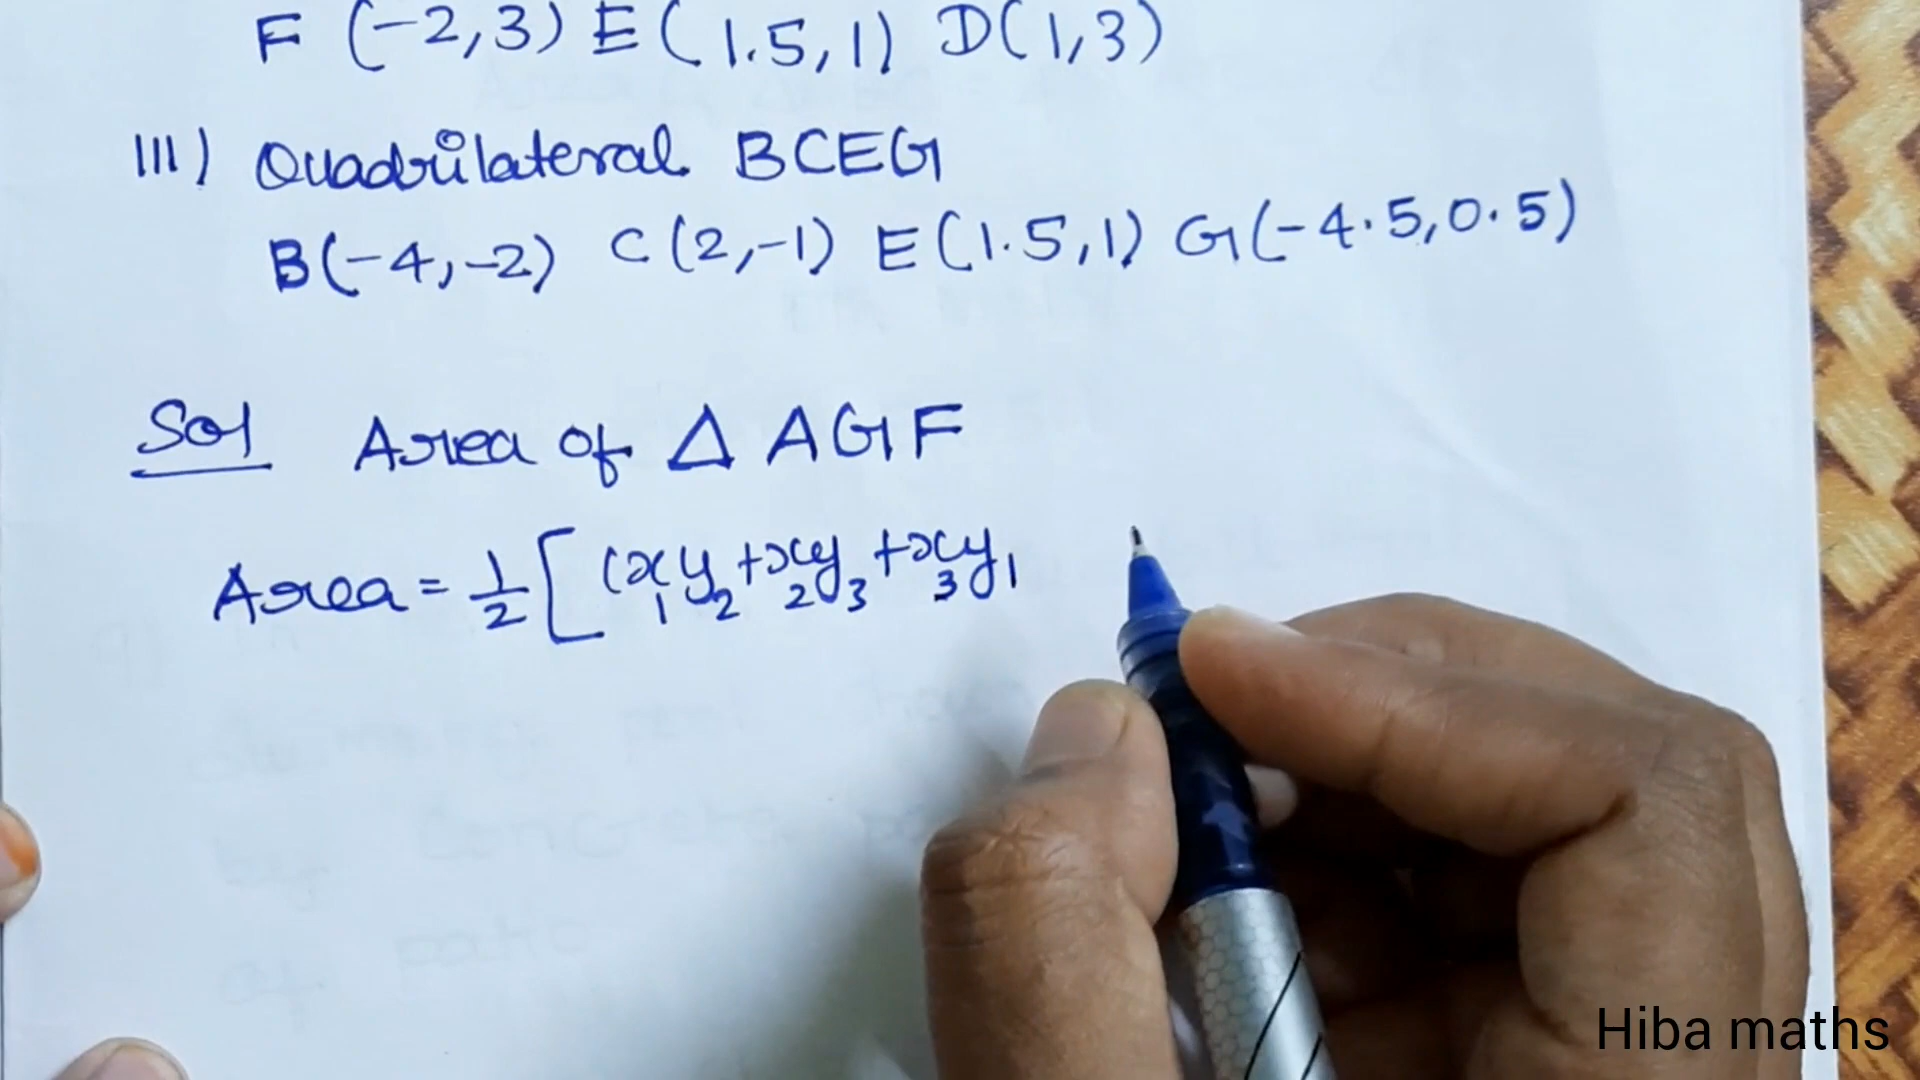 F (-2,3) E(1.5,1) D(1,3)
III) Quadrilateral BCEG
B(-4,-2) C(2,-1) E(1.5,1) G(-4.5,0.5)
Sol Area of Δ AGF
Area = 1/2 [ (x₁y₂+x₂y₃+x₃y₁
Hiba maths